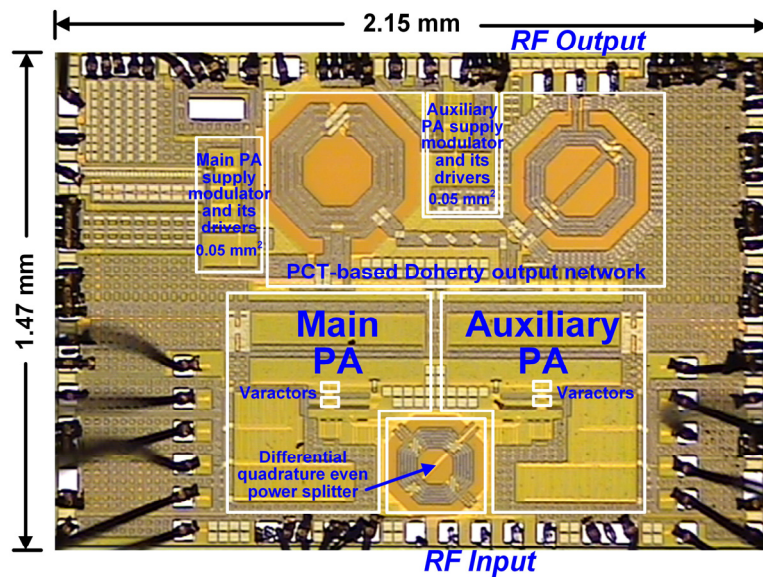 2.15 mm
RF Output
1.47 mm
Main PA
supply
modulator
and its
drivers
0.05 mm²
Auxiliary
PA supply
modulator
and its
drivers
0.05 mm²
PCT-based Doherty output network
Main
PA
Auxiliary
PA
Varactors
Varactors
Differential
quadrature even
power splitter
RF Input